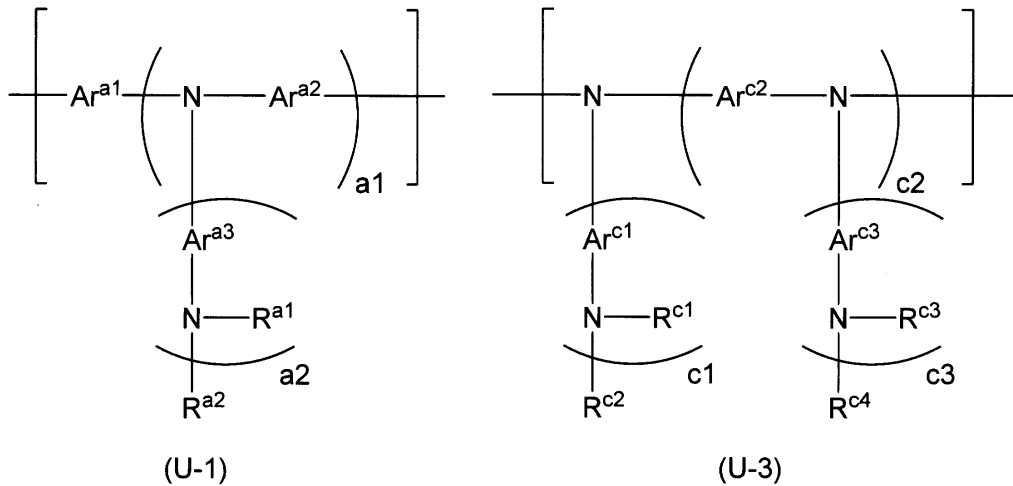 Ar^a1 N Ar^a2 a1 N Ar^c2 N c2
Ar^a3 Ar^c1 Ar^c3
N R^a1 a2 N R^c1 c1 N R^c3 c3
R^a2 R^c2 R^c4
(U-1) (U-3)